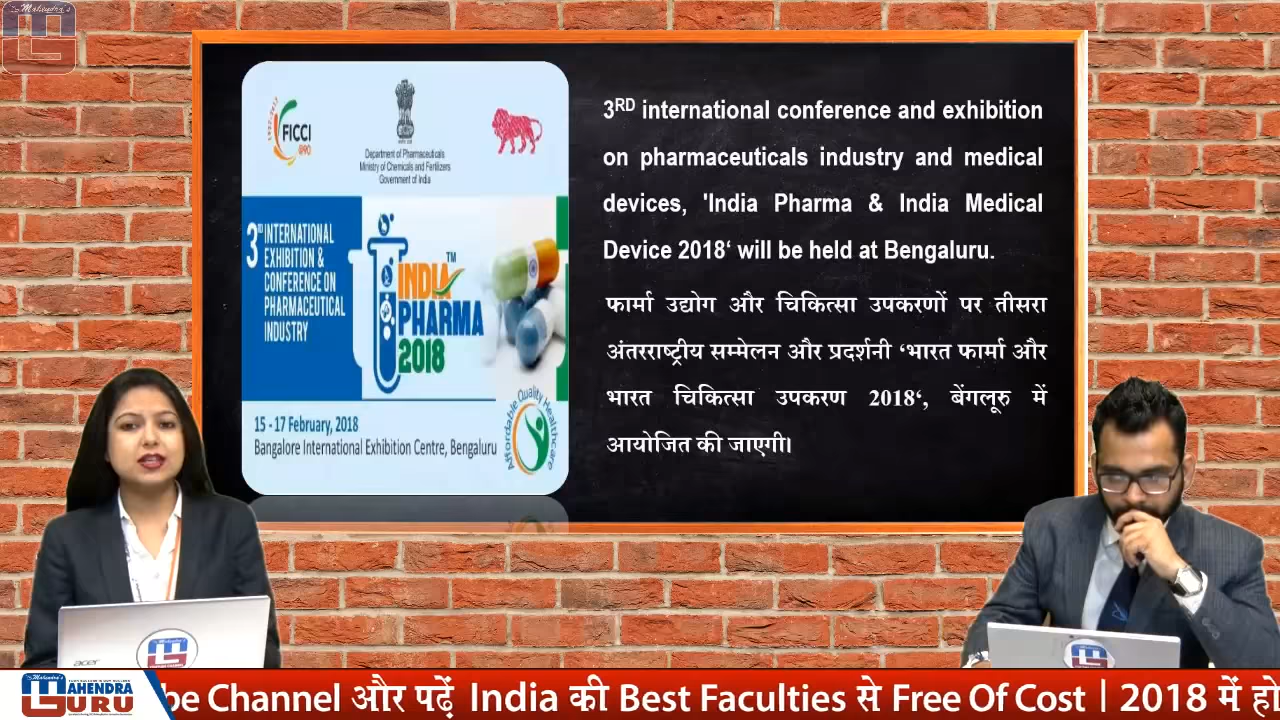 Mahendra's
FICCI
Department of Pharmaceuticals
Ministry of Chemicals and Fertilizers
Government of India
3RD INTERNATIONAL
EXHIBITION &
CONFERENCE ON
PHARMACEUTICAL
INDUSTRY
INDIA TM
PHARMA
2018
15 - 17 February, 2018
Bangalore International Exhibition Centre, Bengaluru
Affordable Quality Healthcare
3RD international conference and exhibition
on pharmaceuticals industry and medical
devices, 'India Pharma & India Medical
Device 2018‘ will be held at Bengaluru.
फार्मा उद्योग और चिकित्सा उपकरणों पर तीसरा
अंतरराष्ट्रीय सम्मेलन और प्रदर्शनी ‘भारत फार्मा और
भारत चिकित्सा उपकरण 2018‘, बेंगलूरु में
आयोजित की जाएगी।
acer
Mahendra's
MAHENDRA
GURU
be Channel और पढ़ें India की Best Faculties से Free Of Cost | 2018 में हो